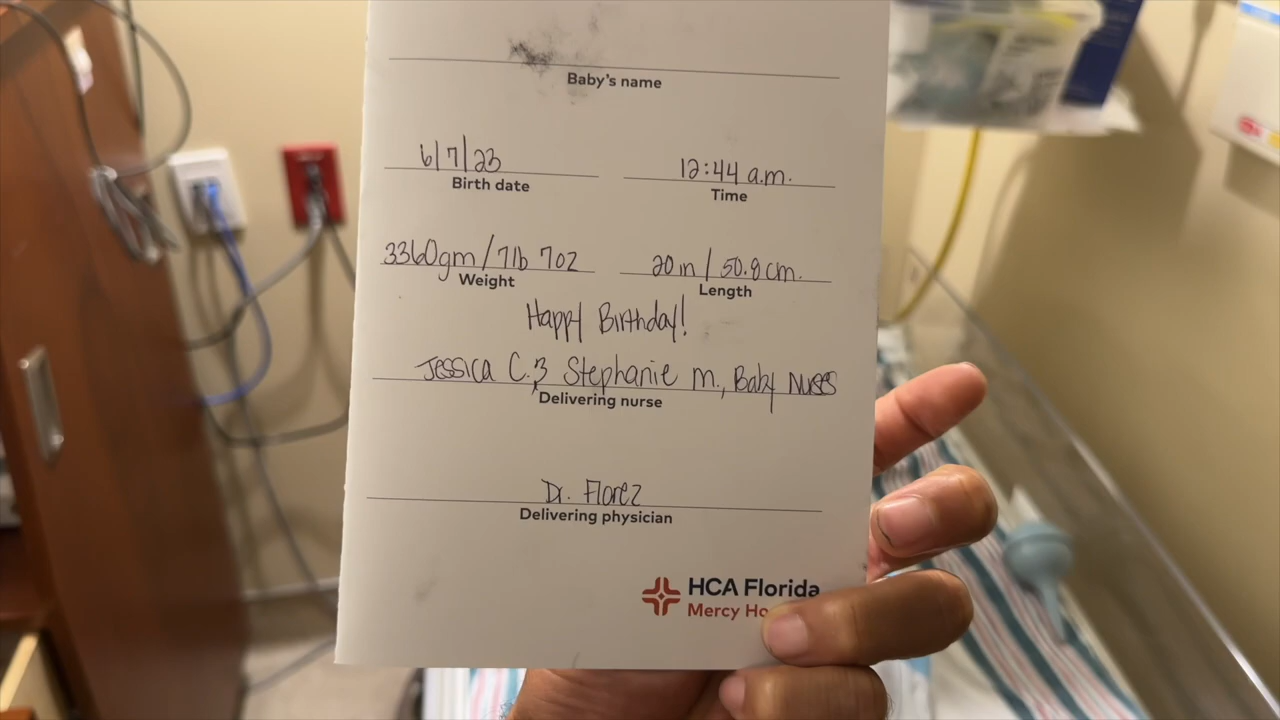 Baby's name
6/7/23 12:44 a.m.
Birth date Time
3360gm/7lb 7oz 20in/50.8cm.
Weight Length
Happy Birthday!
Jessica C. & Stephanie M., Baby Nurses
Delivering nurse
Dr. Florez
Delivering physician
HCA Florida
Mercy Ho